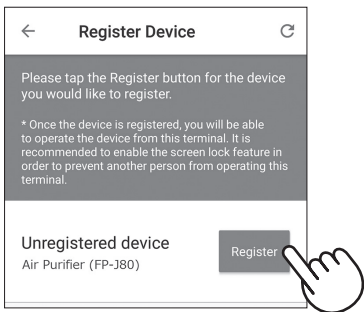 Register Device
Please tap the Register button for the device
you would like to register.
* Once the device is registered, you will be able
to operate the device from this terminal. It is
recommended to enable the screen lock feature in
order to prevent another person from operating this
terminal.
Unregistered device
Register
Air Purifier (FP-J80)